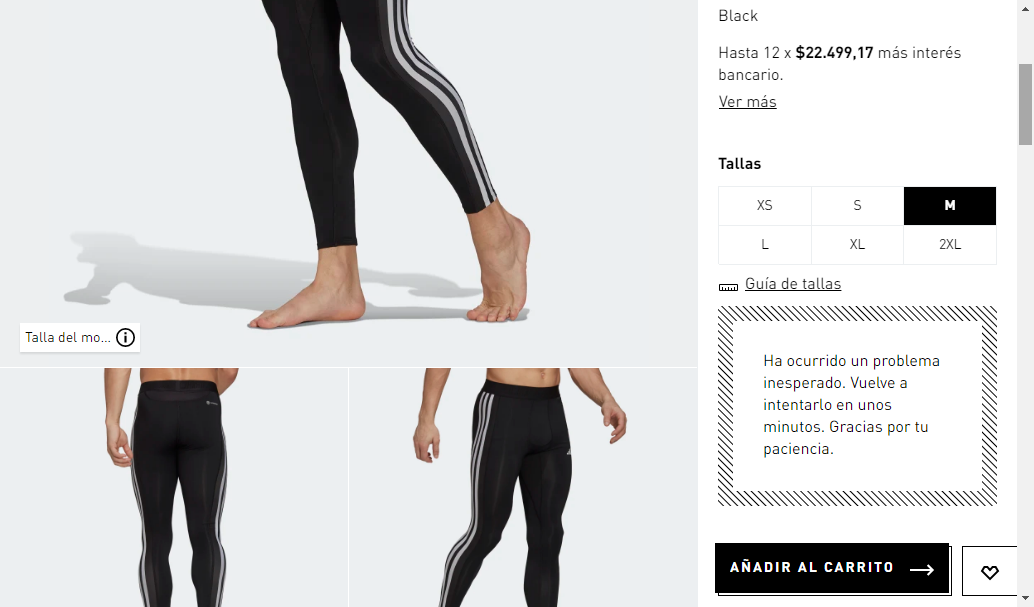 Black
Hasta 12 x $22.499,17 más interés
bancario.
Ver más
Tallas
XS
S
M
L
XL
2XL
Guía de tallas
Talla del mo...
Ha ocurrido un problema
inesperado. Vuelve a
intentarlo en unos
minutos. Gracias por tu
paciencia.
AÑADIR AL CARRITO